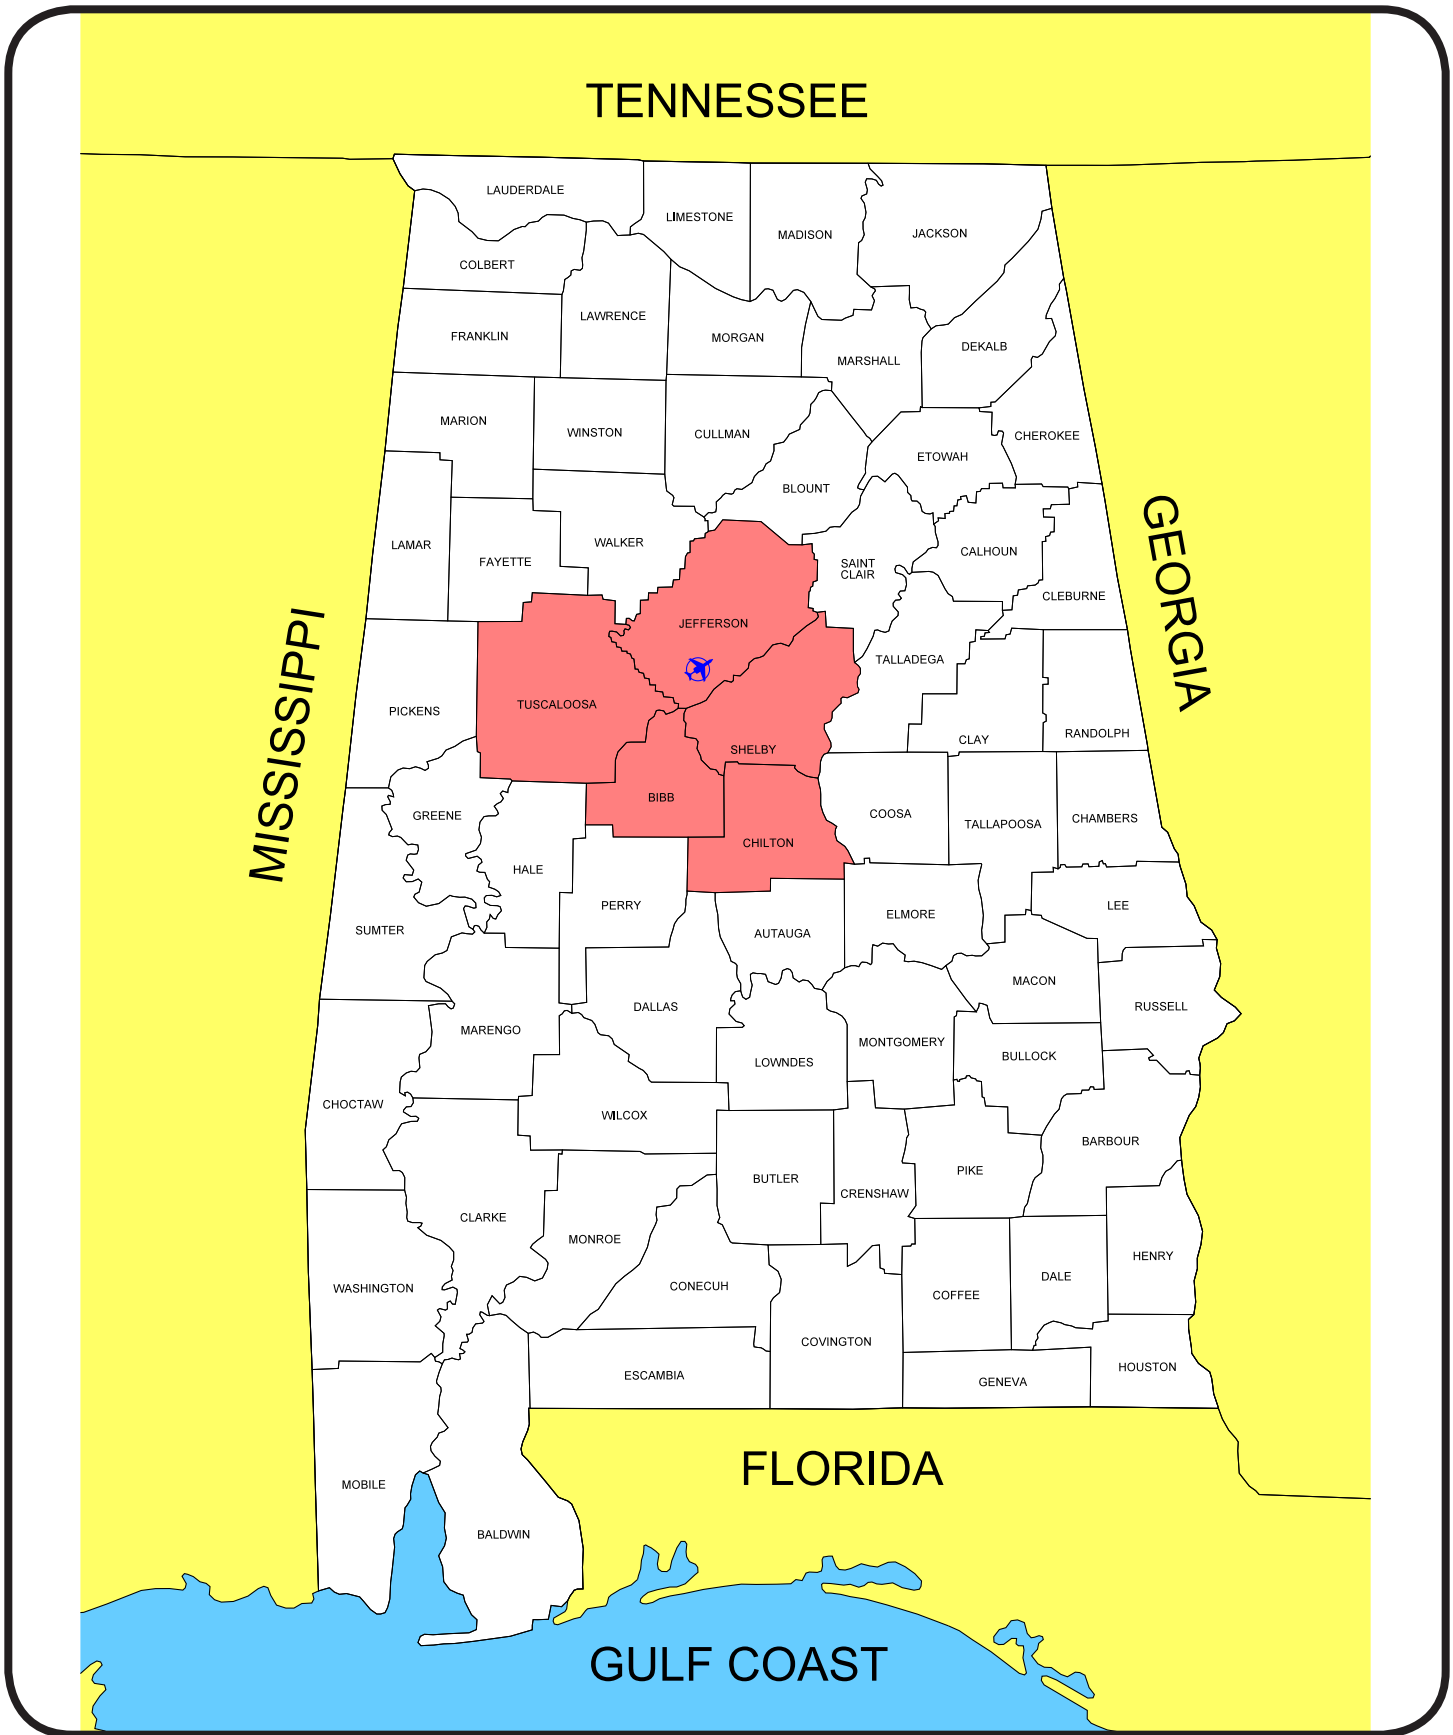 TENNESSEE
LAUDERDALE
LIMESTONE
MADISON
JACKSON
COLBERT
LAWRENCE
FRANKLIN
MORGAN
MARSHALL
DEKALB
MARION
WINSTON
CULLMAN
CHEROKEE
ETOWAH
BLOUNT
LAMAR
FAYETTE
WALKER
SAINT
CLAIR
CALHOUN
CLEBURNE
GEORGIA
MISSISSIPPI
JEFFERSON
TALLADEGA
PICKENS
TUSCALOOSA
SHELBY
CLAY
RANDOLPH
GREENE
BIBB
COOSA
TALLAPOOSA
CHAMBERS
HALE
CHILTON
PERRY
SUMTER
AUTAUGA
ELMORE
LEE
MACON
DALLAS
RUSSELL
MARENGO
LOWNDES
MONTGOMERY
BULLOCK
CHOCTAW
WILCOX
BARBOUR
BUTLER
CRENSHAW
PIKE
CLARKE
MONROE
HENRY
WASHINGTON
CONECUH
COFFEE
DALE
COVINGTON
ESCAMBIA
GENEVA
HOUSTON
FLORIDA
MOBILE
BALDWIN
GULF COAST